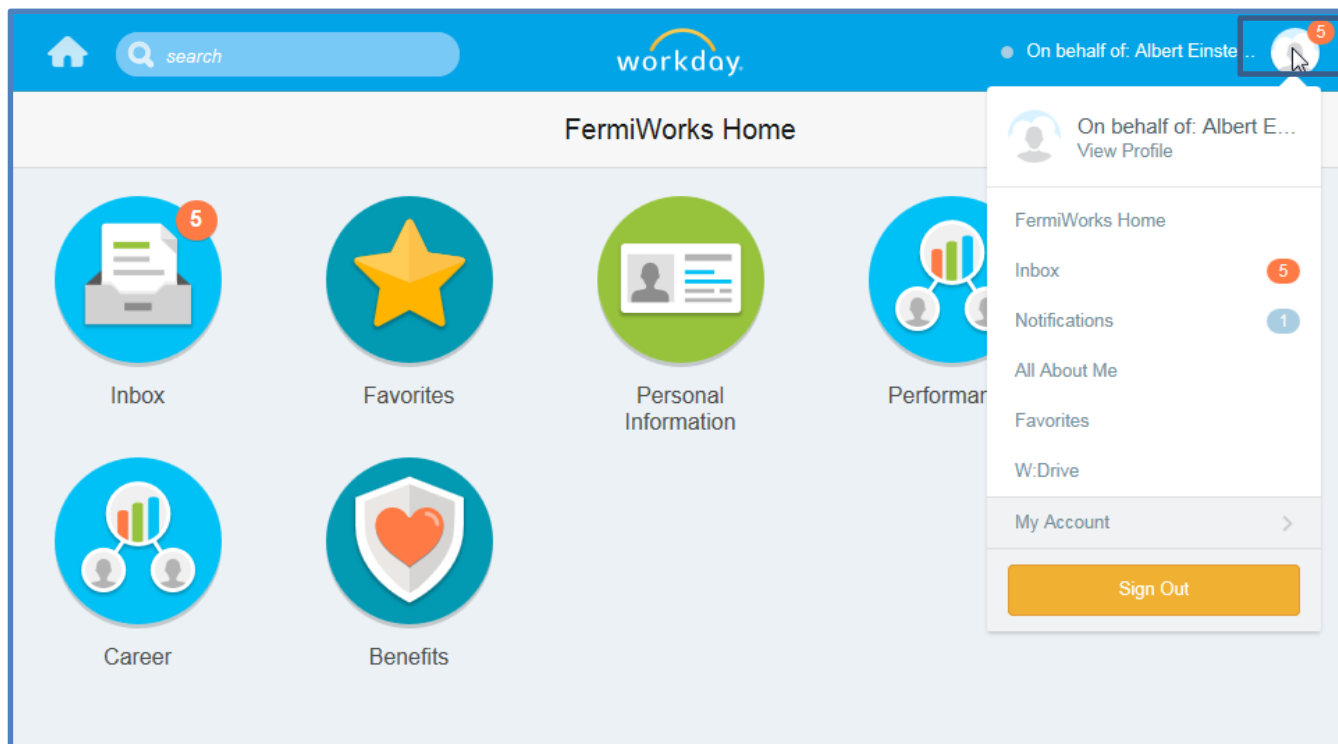 search
workday.
On behalf of: Albert Einste...
5
FermiWorks Home
On behalf of: Albert E...
View Profile
FermiWorks Home
Inbox
5
Notifications
1
All About Me
Favorites
W:Drive
My Account
Sign Out
5
Inbox
Favorites
Personal
Information
Performan
Career
Benefits